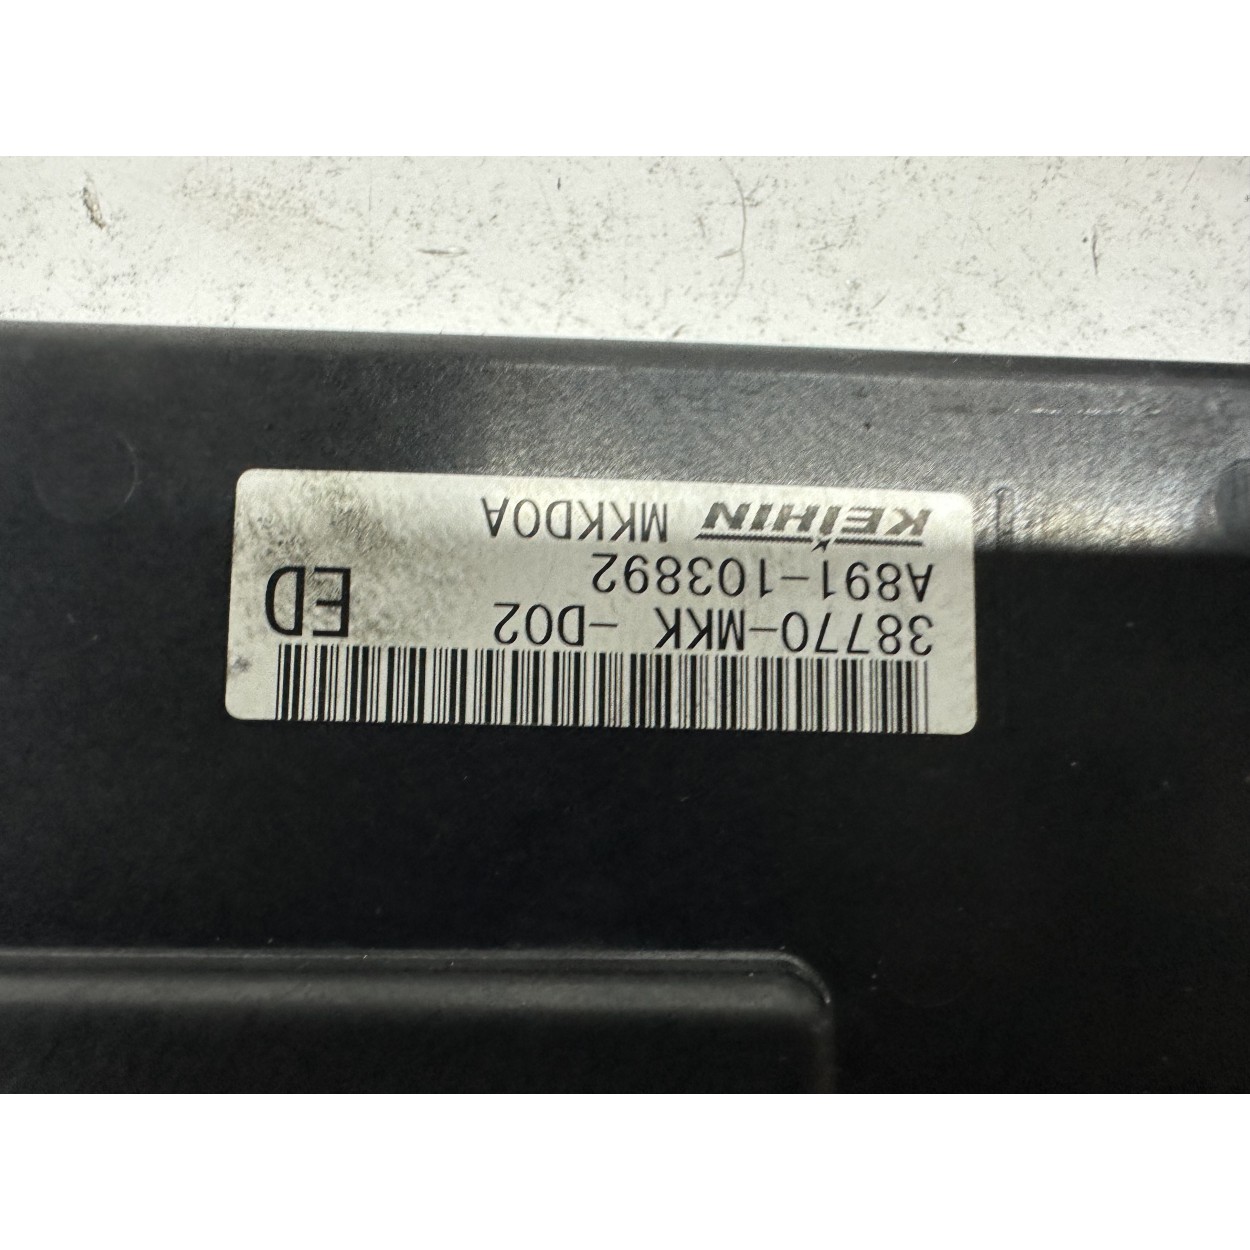 38770-MKK -D02
A891-103892 ED
KEIHIN MKKD0A